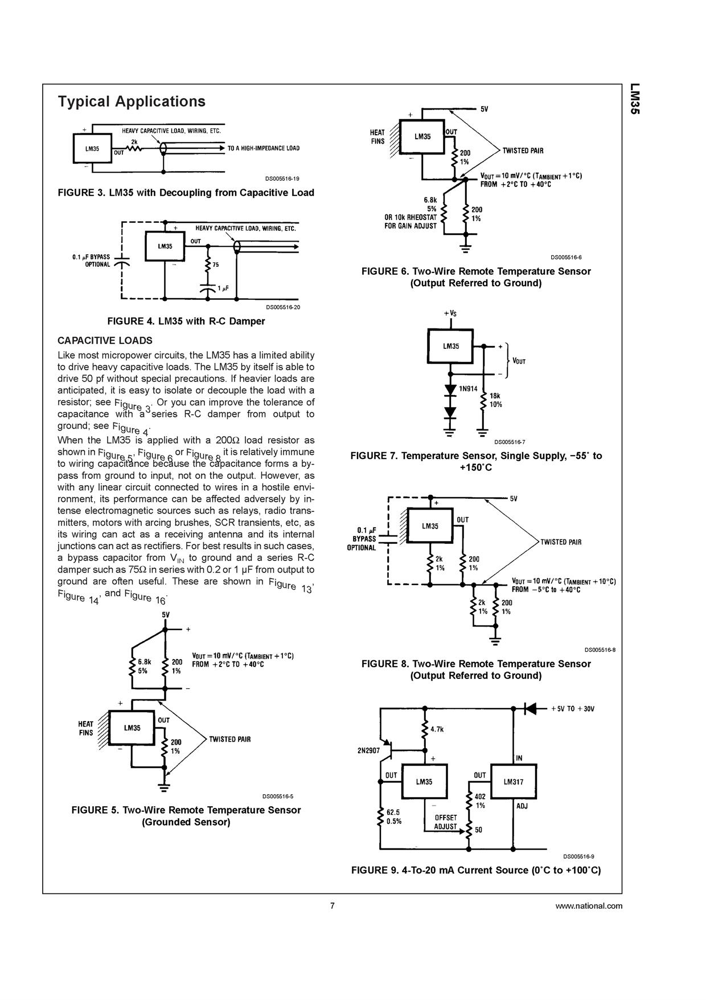 LM35
Typical Applications
+
HEAVY CAPACITIVE LOAD, WIRING, ETC.
2k
LM35
OUT
TO A HIGH-IMPEDANCE LOAD
−
DS005516-19
FIGURE 3. LM35 with Decoupling from Capacitive Load
+
HEAVY CAPACITIVE LOAD, WIRING, ETC.
OUT
LM35
0.1 µF BYPASS
OPTIONAL
−
75
1 µF
DS005516-20
FIGURE 4. LM35 with R-C Damper
CAPACITIVE LOADS
Like most micropower circuits, the LM35 has a limited ability
to drive heavy capacitive loads. The LM35 by itself is able to
drive 50 pf without special precautions. If heavier loads are
anticipated, it is easy to isolate or decouple the load with a
resistor; see Figure 3. Or you can improve the tolerance of
capacitance with a series R-C damper from output to
ground; see Figure 4.
When the LM35 is applied with a 200Ω load resistor as
shown in Figure 5, Figure 6 or Figure 8 it is relatively immune
to wiring capacitance because the capacitance forms a by-
pass from ground to input, not on the output. However, as
with any linear circuit connected to wires in a hostile envi-
ronment, its performance can be affected adversely by in-
tense electromagnetic sources such as relays, radio trans-
mitters, motors with arcing brushes, SCR transients, etc, as
its wiring can act as a receiving antenna and its internal
junctions can act as rectifiers. For best results in such cases,
a bypass capacitor from VIN to ground and a series R-C
damper such as 75Ω in series with 0.2 or 1 µF from output to
ground are often useful. These are shown in Figure 13,
Figure 14, and Figure 16.
5V
+
6.8k
5%
200
1%
VOUT = 10 mV/°C (TAMBIENT + 1°C)
FROM +2°C TO +40°C
−
+
HEAT
FINS
LM35
OUT
−
200
1%
TWISTED PAIR
DS005516-5
FIGURE 5. Two-Wire Remote Temperature Sensor
(Grounded Sensor)
5V
+
HEAT
FINS
LM35
OUT
−
200
1%
TWISTED PAIR
VOUT = 10 mV/°C (TAMBIENT + 1°C)
FROM +2°C TO +40°C
6.8k
5%
OR 10k RHEOSTAT
FOR GAIN ADJUST
200
1%
DS005516-6
FIGURE 6. Two-Wire Remote Temperature Sensor
(Output Referred to Ground)
+VS
LM35
+
VOUT
−
1N914
18k
10%
DS005516-7
FIGURE 7. Temperature Sensor, Single Supply, −55˚ to
+150˚C
5V
+
0.1 µF
BYPASS
OPTIONAL
LM35
OUT
TWISTED PAIR
2k
1%
200
1%
VOUT = 10 mV/°C (TAMBIENT + 10°C)
FROM −5°C to +40°C
2k
1%
200
1%
DS005516-8
FIGURE 8. Two-Wire Remote Temperature Sensor
(Output Referred to Ground)
+5V TO +30V
4.7k
2N2907
+
IN
OUT
LM35
OUT
LM317
−
402
1%
ADJ
62.5
0.5%
OFFSET
ADJUST
50
DS005516-9
FIGURE 9. 4-To-20 mA Current Source (0˚C to +100˚C)
7
www.national.com